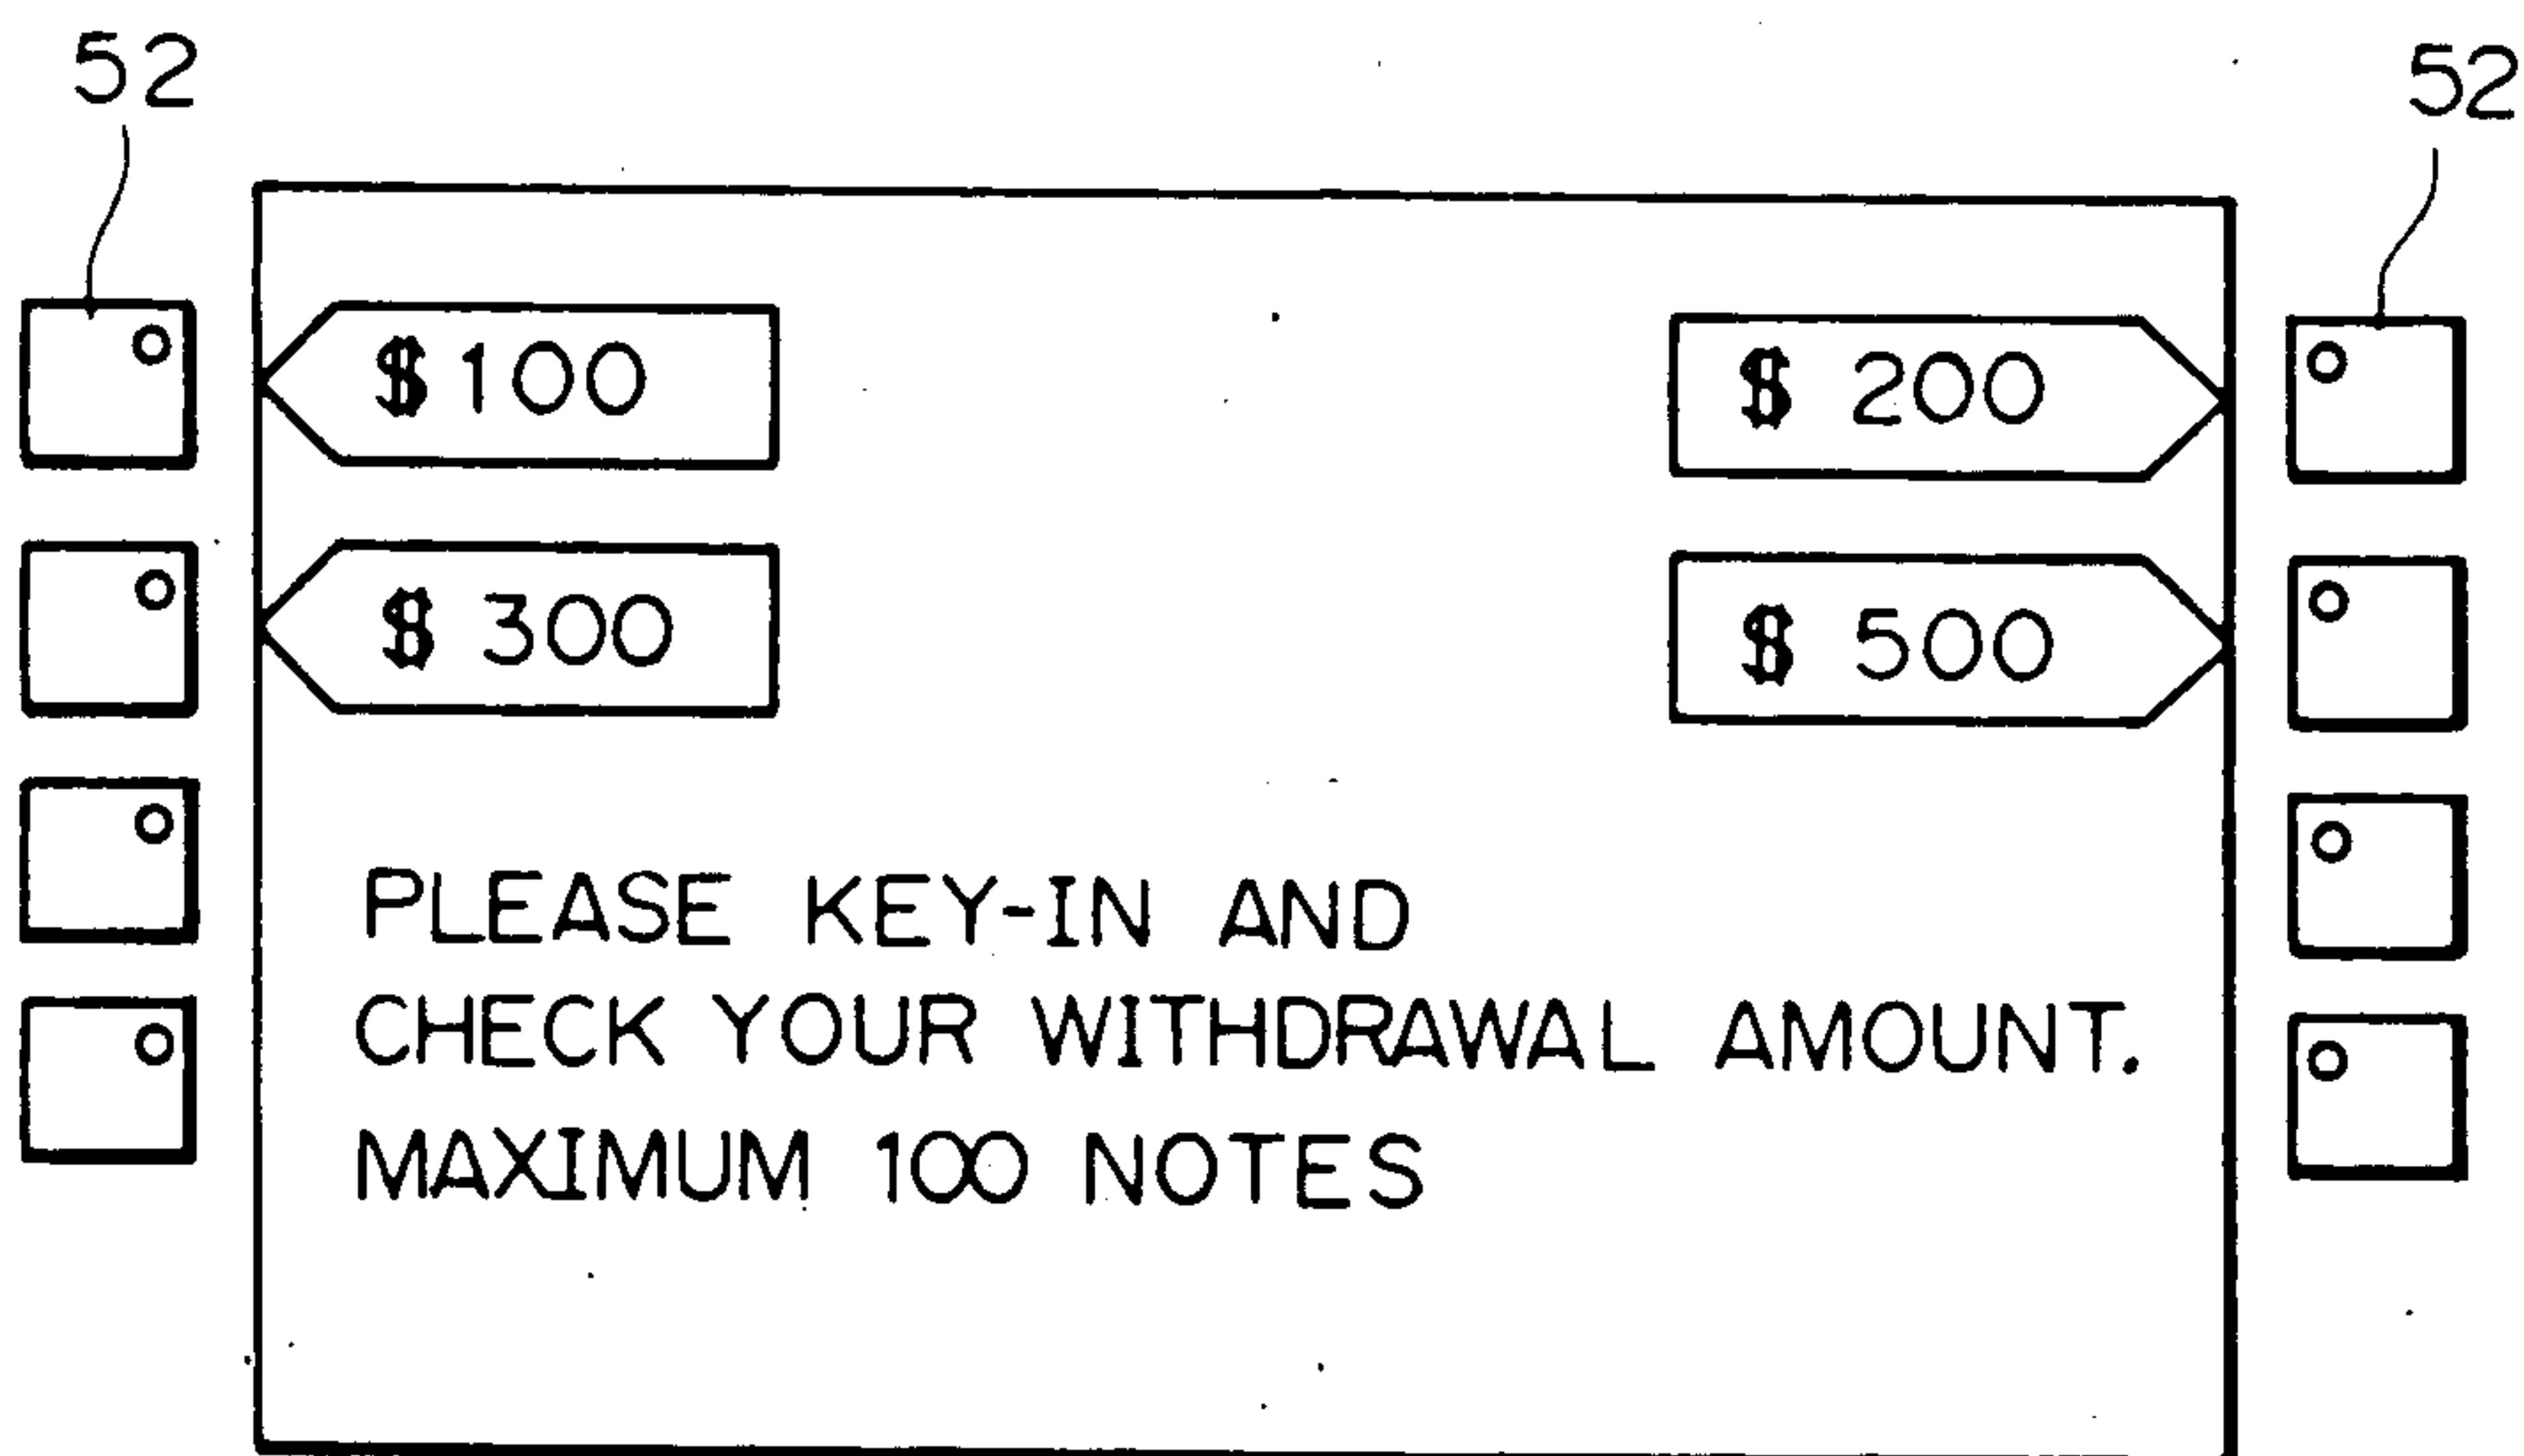 52 52
$ 100 $ 200
$ 300 $ 500
PLEASE KEY-IN AND
CHECK YOUR WITHDRAWAL AMOUNT.
MAXIMUM 100 NOTES